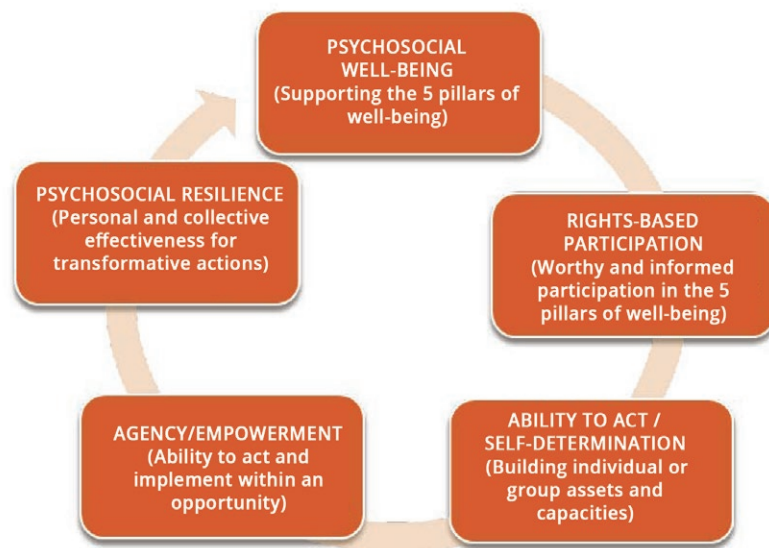 PSYCHOSOCIAL
WELL-BEING
(Supporting the 5 pillars of
well-being)
RIGHTS-BASED
PARTICIPATION
(Worthy and informed
participation in the 5
pillars of well-being)
ABILITY TO ACT /
SELF-DETERMINATION
(Building individual or
group assets and
capacities)
AGENCY/EMPOWERMENT
(Ability to act and
implement within an
opportunity)
PSYCHOSOCIAL RESILIENCE
(Personal and collective
effectiveness for
transformative actions)